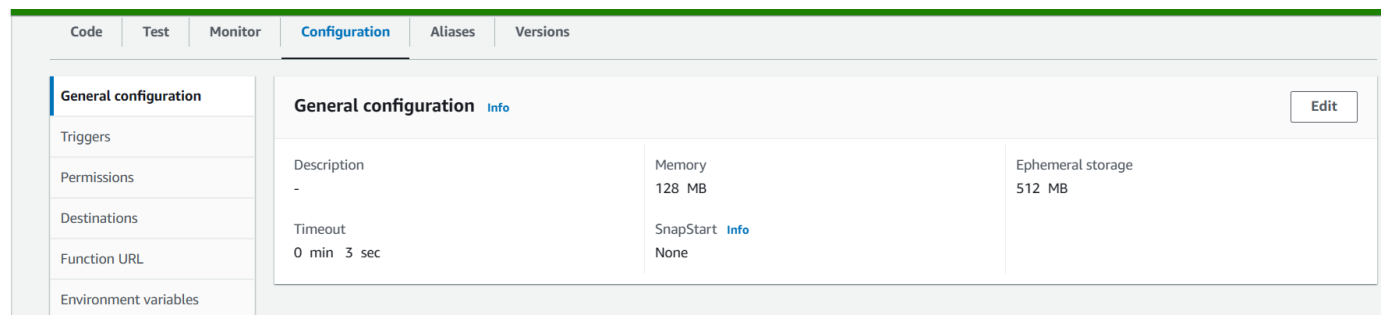 Code Test Monitor Configuration Aliases Versions
General configuration
Triggers
Permissions
Destinations
Function URL
Environment variables
General configuration Info Edit
Description Memory Ephemeral storage
- 128 MB 512 MB
Timeout SnapStart Info
0 min 3 sec None